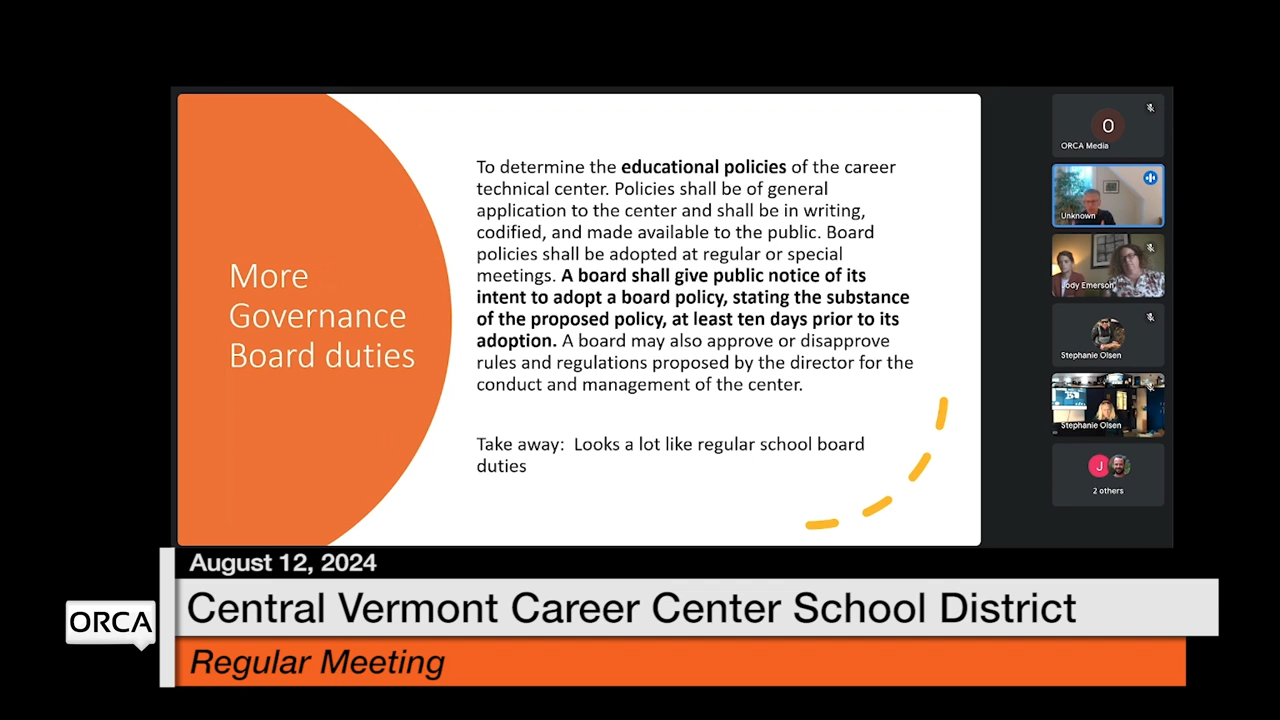 More
Governance
Board duties
To determine the educational policies of the career
technical center. Policies shall be of general
application to the center and shall be in writing,
codified, and made available to the public. Board
policies shall be adopted at regular or special
meetings. A board shall give public notice of its
intent to adopt a board policy, stating the substance
of the proposed policy, at least ten days prior to its
adoption. A board may also approve or disapprove
rules and regulations proposed by the director for the
conduct and management of the center.
Take away: Looks a lot like regular school board
duties
O
ORCA Media
Unknown
Jody Emerson
Stephanie Olsen
Stephanie Olsen
J
2 others
August 12, 2024
ORCA
Central Vermont Career Center School District
Regular Meeting